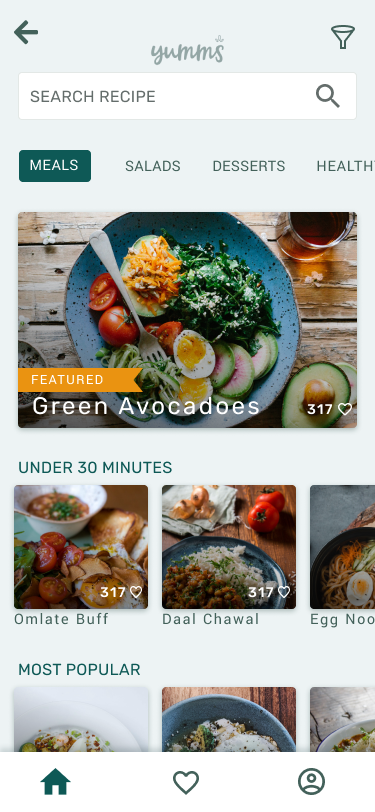 yumms
SEARCH RECIPE
MEALS SALADS DESSERTS HEALTH
FEATURED
Green Avocadoes 317
UNDER 30 MINUTES
317 317
Omlate Buff Daal Chawal Egg Noo
MOST POPULAR